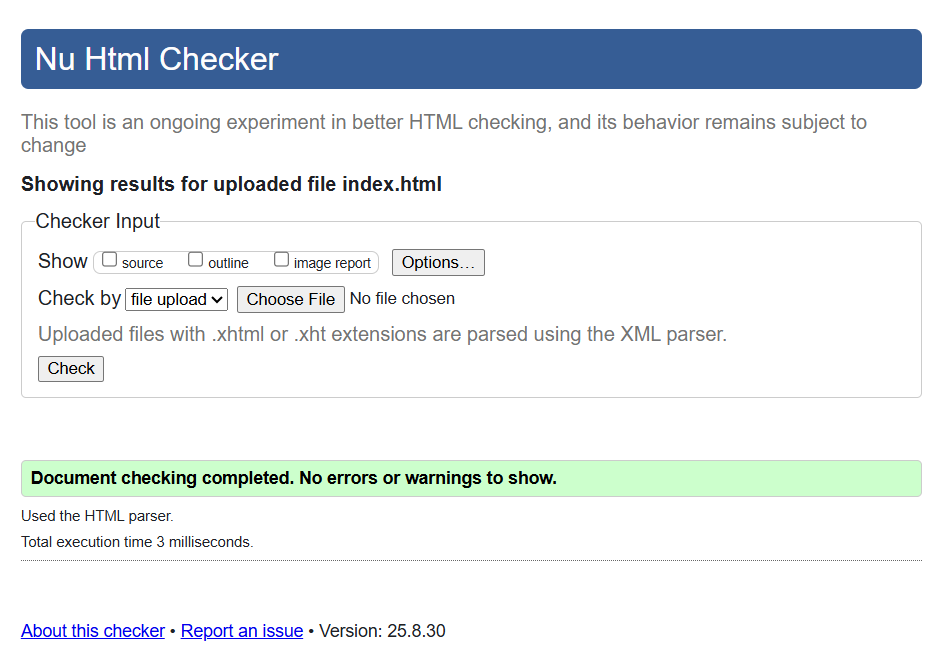 Nu Html Checker
This tool is an ongoing experiment in better HTML checking, and its behavior remains subject to
change
Showing results for uploaded file index.html
Checker Input
Show source outline image report Options...
Check by file upload Choose File No file chosen
Uploaded files with .xhtml or .xht extensions are parsed using the XML parser.
Check
Document checking completed. No errors or warnings to show.
Used the HTML parser.
Total execution time 3 milliseconds.
About this checker • Report an issue • Version: 25.8.30